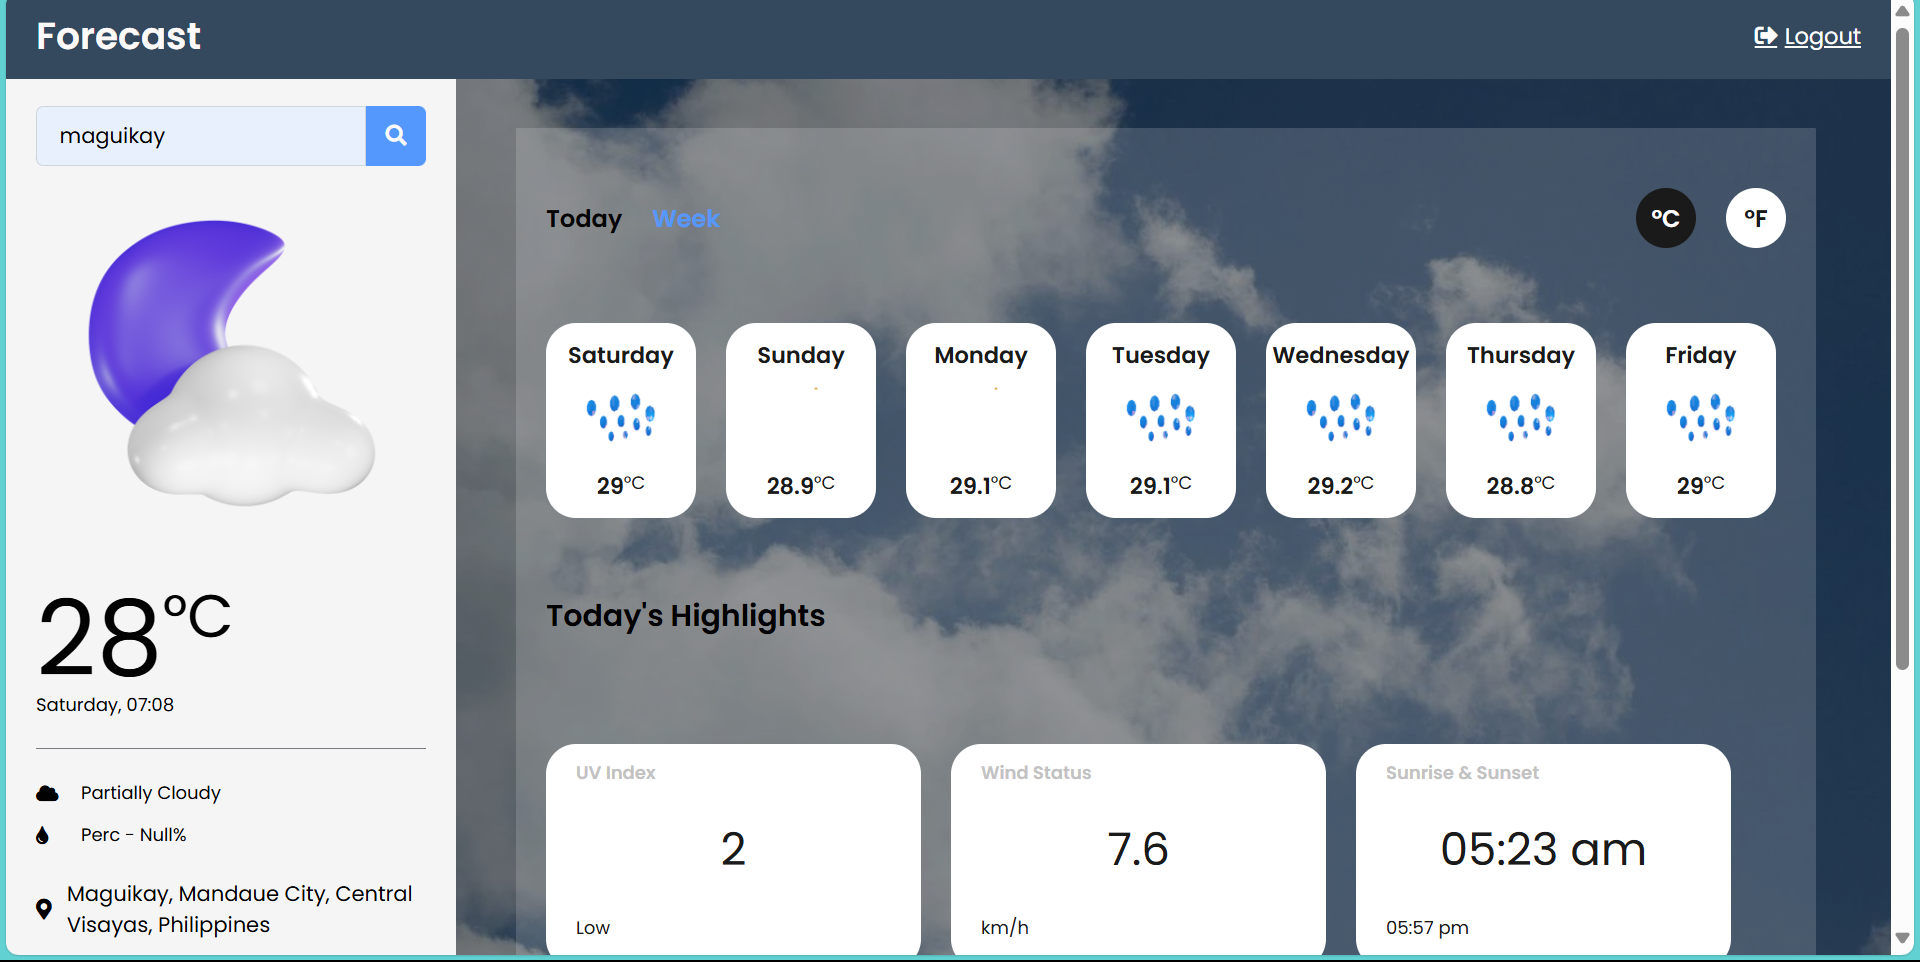 Forecast
Logout
maguikay
28°C
Saturday, 07:08
Partially Cloudy
Perc - Null%
Maguikay, Mandaue City, Central
Visayas, Philippines
Today Week
°C °F
Saturday
29°C
Sunday
28.9°C
Monday
29.1°C
Tuesday
29.1°C
Wednesday
29.2°C
Thursday
28.8°C
Friday
29°C
Today's Highlights
UV Index
2
Low
Wind Status
7.6
km/h
Sunrise & Sunset
05:23 am
05:57 pm